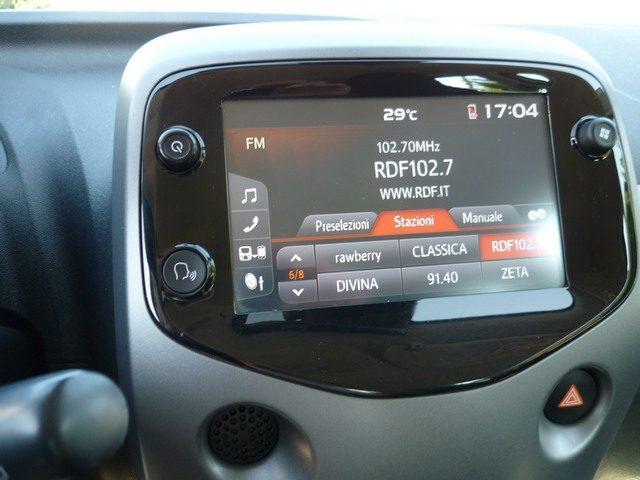 29°C 17:04
FM
102.70MHz
RDF102.7
WWW.RDF.IT
Preselezioni Stazioni Manuale
rawberry CLASSICA RDF102.7
6/8
DIVINA 91.40 ZETA